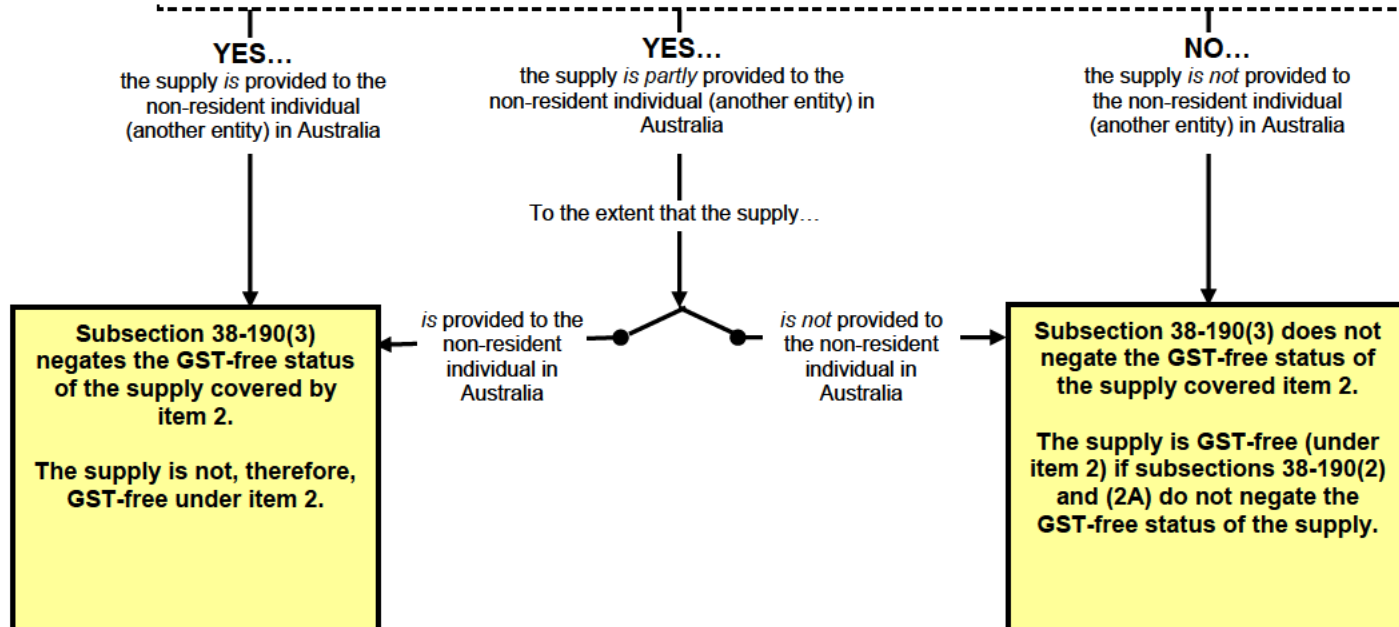 YES…
the supply is provided to the
non-resident individual
(another entity) in Australia
YES…
the supply is partly provided to the
non-resident individual (another entity) in
Australia
NO…
the supply is not provided to
the non-resident individual
(another entity) in Australia
To the extent that the supply…
is provided to the
non-resident
individual in
Australia
is not provided to
the non-resident
individual in
Australia
Subsection 38-190(3)
negates the GST-free status
of the supply covered by
item 2.
The supply is not, therefore,
GST-free under item 2.
Subsection 38-190(3) does not
negate the GST-free status of
the supply covered item 2.
The supply is GST-free (under
item 2) if subsections 38-190(2)
and (2A) do not negate the
GST-free status of the supply.